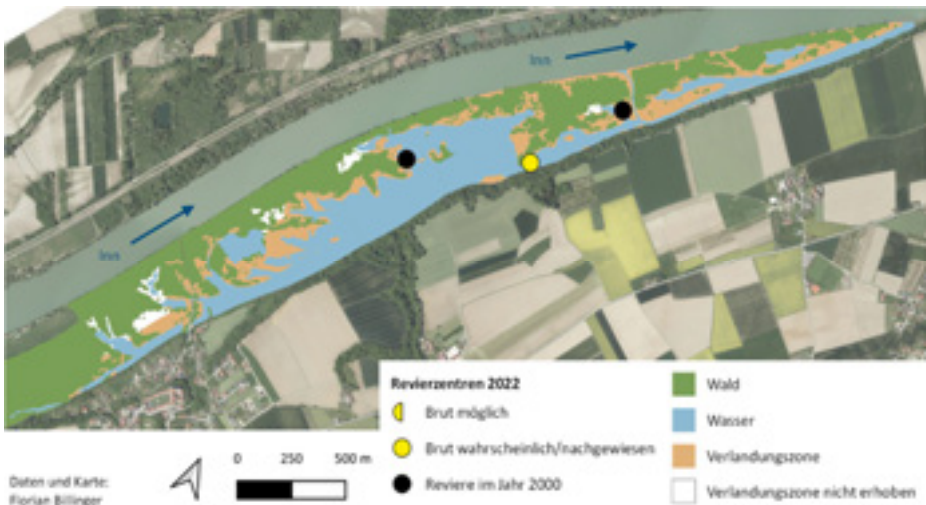 Inn
Inn
Revierzentren 2022
Brut möglich
Brut wahrscheinlich/nachgewiesen
Reviere im Jahr 2000
Wald
Wasser
Verlandungszone
Verlandungszone nicht erhoben
0 250 500 m
Daten und Karte:
Florian Billinger